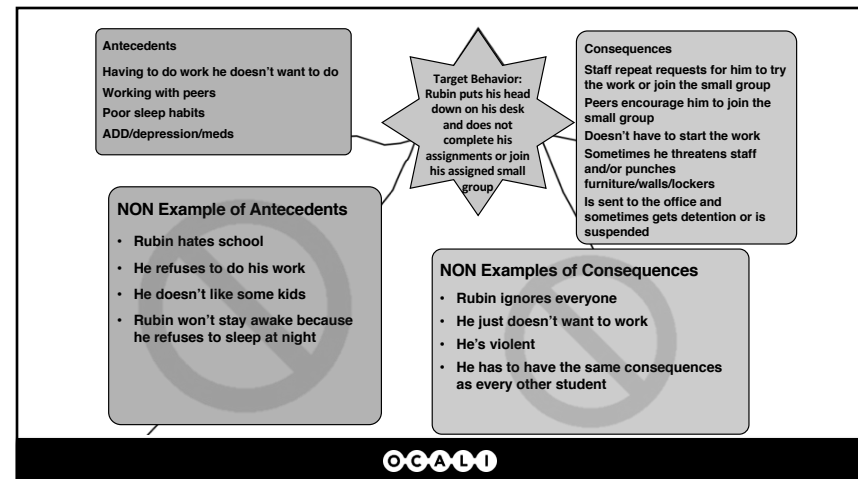 Antecedents
Having to do work he doesn't want to do
Working with peers
Poor sleep habits
ADD/depression/meds
Target Behavior:
Rubin puts his head
down on his desk
and does not
complete his
assignments or join
his assigned small
group
Consequences
Staff repeat requests for him to try
the work or join the small group
Peers encourage him to join the
small group
Doesn't have to start the work
Sometimes he threatens staff
and/or punches
furniture/walls/lockers
Is sent to the office and
sometimes gets detention or is
suspended
NON Example of Antecedents
• Rubin hates school
• He refuses to do his work
• He doesn't like some kids
• Rubin won't stay awake because
he refuses to sleep at night
NON Examples of Consequences
• Rubin ignores everyone
• He just doesn't want to work
• He's violent
• He has to have the same consequences
as every other student
OCALI